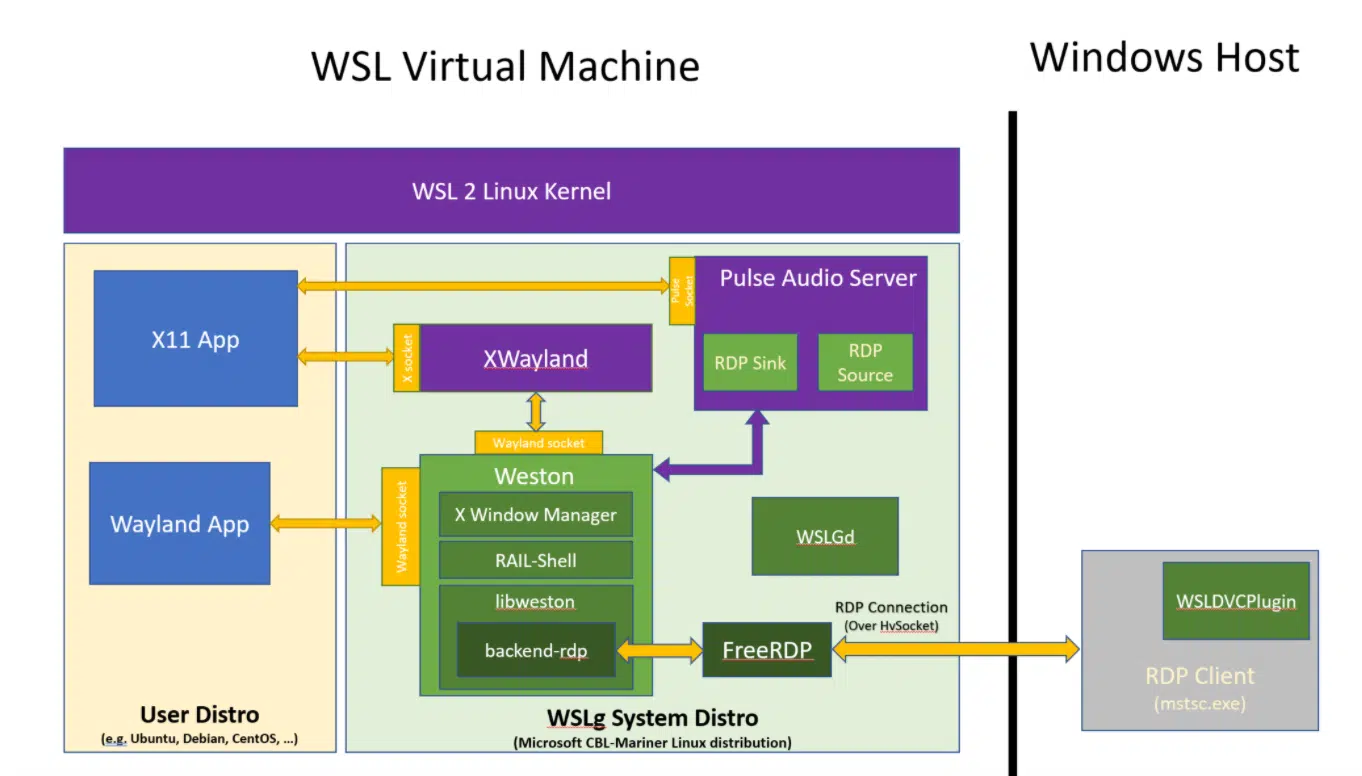 WSL Virtual Machine
Windows Host
WSL 2 Linux Kernel
X11 App
Pulse
Socket
Pulse Audio Server
RDP Sink
RDP
Source
X socket
XWayland
Wayland socket
Weston
X Window Manager
RAIL-Shell
libweston
backend-rdp
Wayland App
Wayland socket
WSLGd
RDP Connection
(Over HvSocket)
FreeRDP
WSLDVCPlugin
RDP Client
(mstsc.exe)
User Distro
(e.g. Ubuntu, Debian, CentOS, ...)
WSLg System Distro
(Microsoft CBL-Mariner Linux distribution)